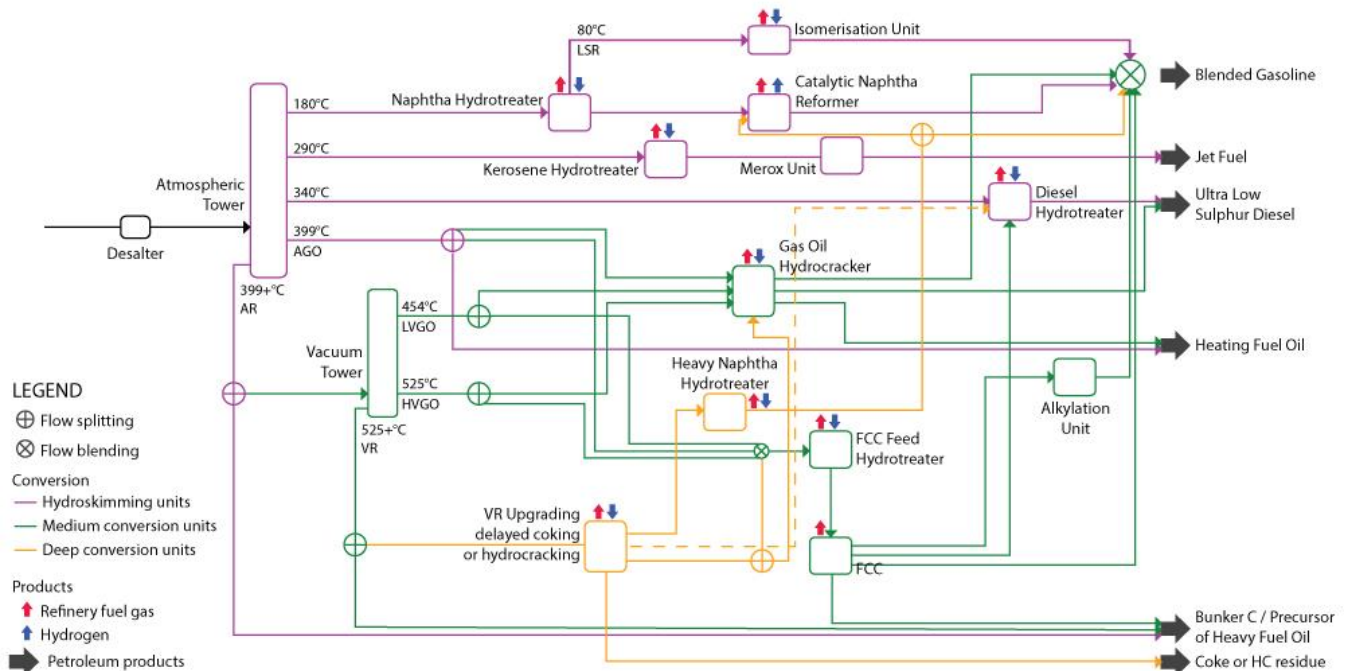 80°C
LSR
Isomerisation Unit
Blended Gasoline
Naphtha Hydrotreater
Catalytic Naphtha
Reformer
180°C
290°C
Kerosene Hydrotreater
Merox Unit
Jet Fuel
Atmospheric
Tower
340°C
Diesel
Hydrotreater
Ultra Low
Sulphur Diesel
Desalter
399°C
AGO
Gas Oil
Hydrocracker
399+°C
AR
454°C
LVGO
Vacuum
Tower
Heating Fuel Oil
Heavy Naphtha
Hydrotreater
525°C
HVGO
Alkylation
Unit
525+°C
VR
FCC Feed
Hydrotreater
VR Upgrading
delayed coking
or hydrocracking
FCC
Bunker C / Precursor
of Heavy Fuel Oil
Coke or HC residue
LEGEND
Flow splitting
Flow blending
Conversion
Hydroskimming units
Medium conversion units
Deep conversion units
Products
Refinery fuel gas
Hydrogen
Petroleum products